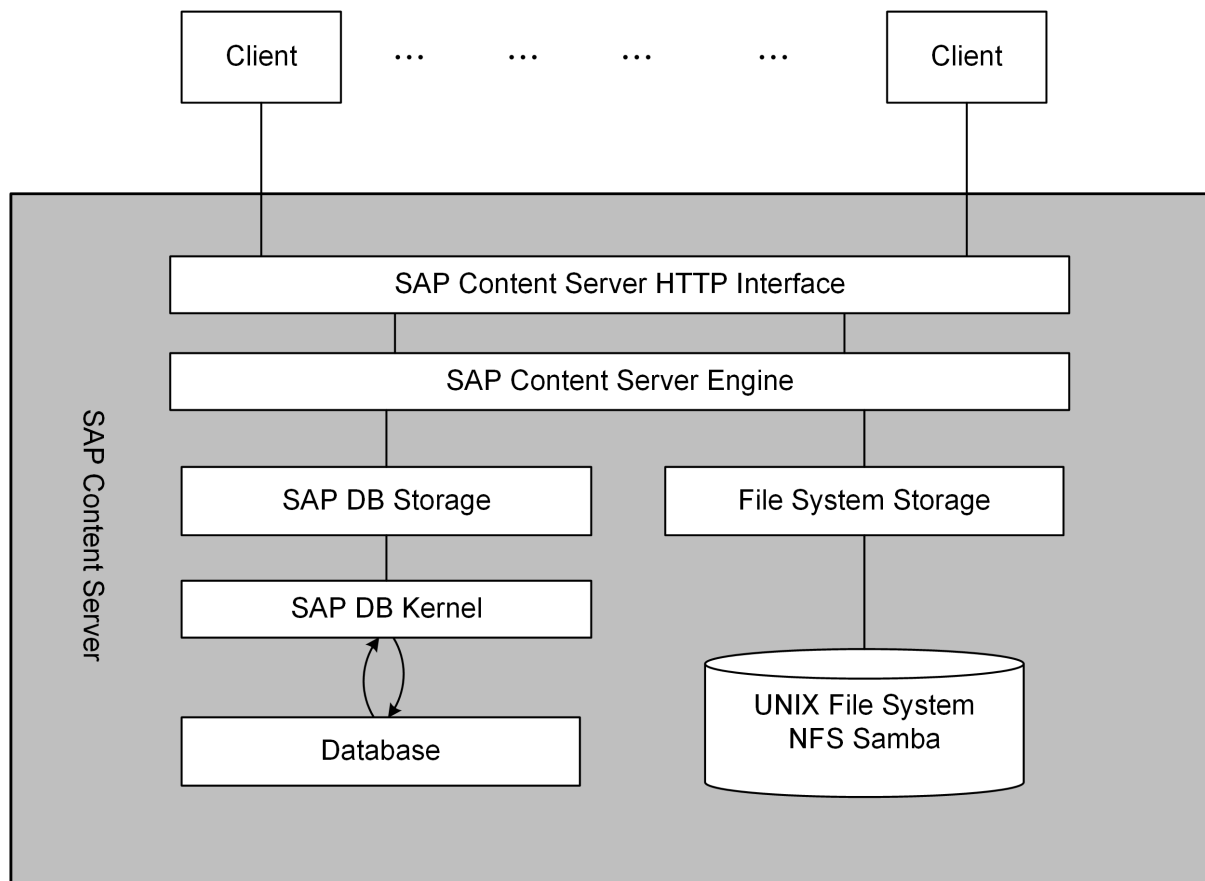 Client ... ... ... ... Client
SAP Content Server HTTP Interface
SAP Content Server Engine
SAP Content Server
SAP DB Storage
File System Storage
SAP DB Kernel
UNIX File System
NFS Samba
Database